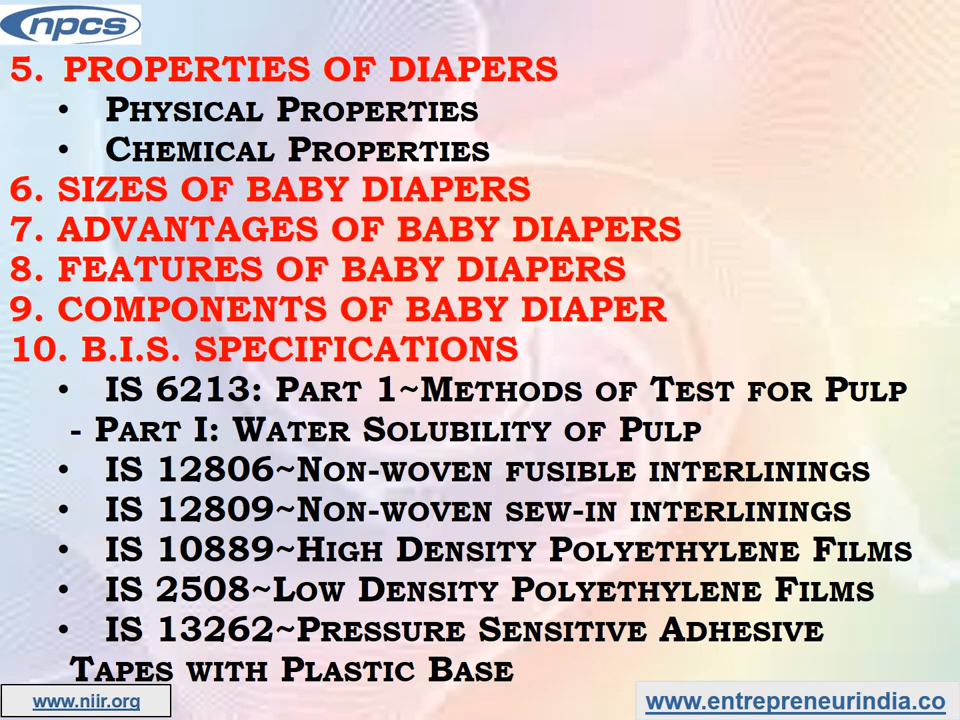 npcs
5. PROPERTIES OF DIAPERS
• PHYSICAL PROPERTIES
• CHEMICAL PROPERTIES
6. SIZES OF BABY DIAPERS
7. ADVANTAGES OF BABY DIAPERS
8. FEATURES OF BABY DIAPERS
9. COMPONENTS OF BABY DIAPER
10. B.I.S. SPECIFICATIONS
• IS 6213: PART 1~METHODS OF TEST FOR PULP
- PART I: WATER SOLUBILITY OF PULP
• IS 12806~NON-WOVEN FUSIBLE INTERLININGS
• IS 12809~NON-WOVEN SEW-IN INTERLININGS
• IS 10889~HIGH DENSITY POLYETHYLENE FILMS
• IS 2508~LOW DENSITY POLYETHYLENE FILMS
• IS 13262~PRESSURE SENSITIVE ADHESIVE
TAPES WITH PLASTIC BASE
www.niir.org
www.entrepreneurindia.co